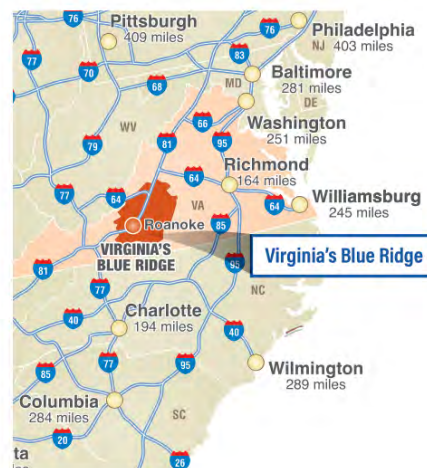 76
Pittsburgh
409 miles
76
Philadelphia
403 miles
NJ
77
70
83
Baltimore
281 miles
MD
68
DE
Washington
251 miles
WV
66
79
81
95
Richmond
164 miles
64
77
64
Williamsburg
245 miles
64
VA
Roanoke
85
VIRGINIA'S
BLUE RIDGE
Virginia's Blue Ridge
81
95
77
NC
40
Charlotte
194 miles
40
77
95
Wilmington
289 miles
85
Columbia
284 miles
SC
20
26
ta